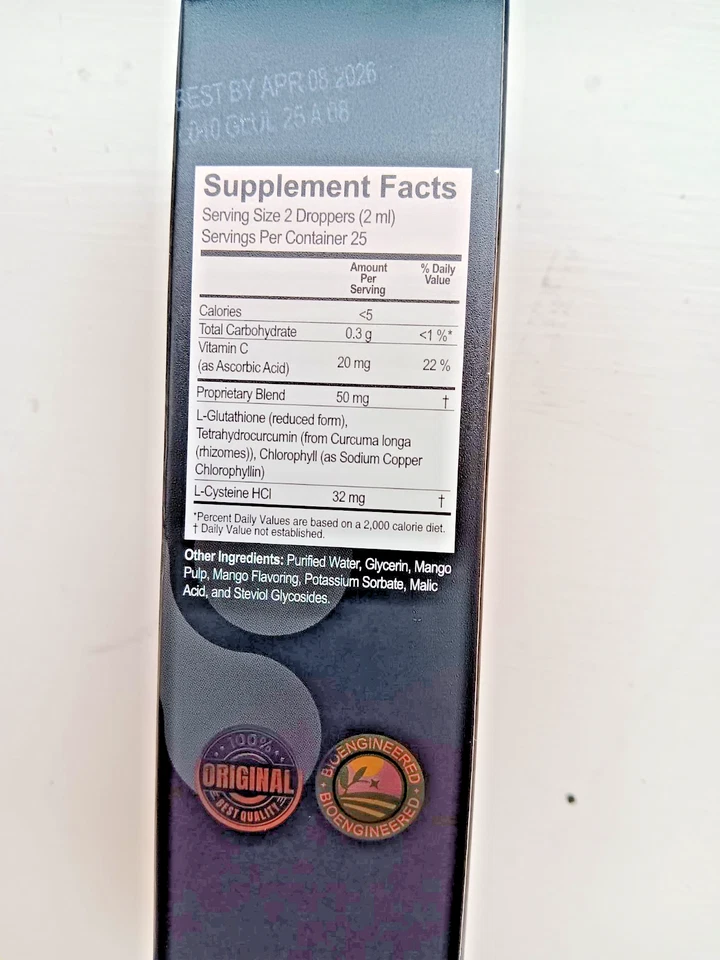 BEST BY APR 08 2026
Supplement Facts
Serving Size 2 Droppers (2 ml)
Servings Per Container 25
Amount Per Serving
% Daily Value
Calories <5
Total Carbohydrate 0.3 g <1 %*
Vitamin C
(as Ascorbic Acid) 20 mg 22 %
Proprietary Blend 50 mg †
L-Glutathione (reduced form),
Tetrahydrocurcumin (from Curcuma longa
(rhizomes)), Chlorophyll (as Sodium Copper
Chlorophyllin)
L-Cysteine HCl 32 mg †
*Percent Daily Values are based on a 2,000 calorie diet.
† Daily Value not established.
Other Ingredients: Purified Water, Glycerin, Mango
Pulp, Mango Flavoring, Potassium Sorbate, Malic
Acid, and Steviol Glycosides.
100%
ORIGINAL
BEST QUALITY
BIOENGINEERED
BIOENGINEERED